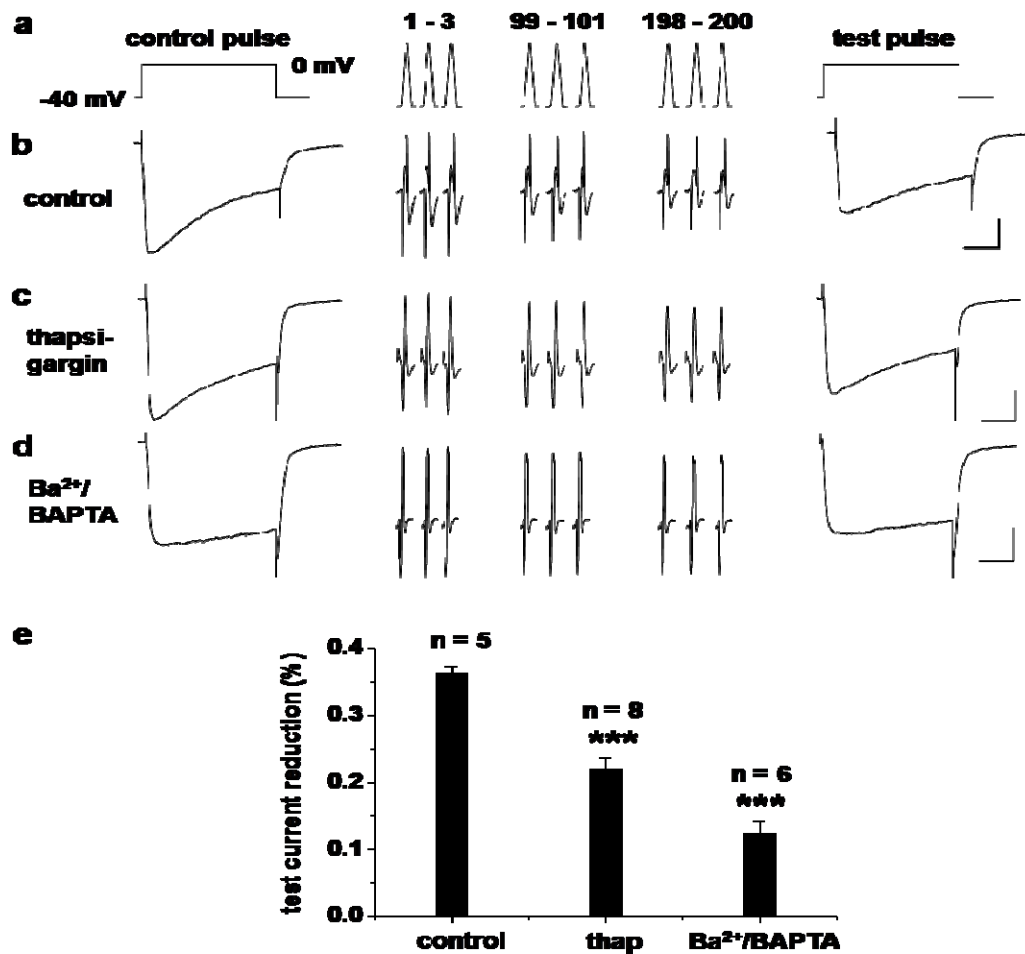 a
control pulse
1 - 3
99 - 101
198 - 200
test pulse
0 mV
-40 mV
b
control
c
thapsi-
gargin
d
Ba²⁺/
BAPTA
e
test current reduction (%)
0.4
0.3
0.2
0.1
0.0
n = 5
n = 8
***
n = 6
***
control
thap
Ba²⁺/BAPTA